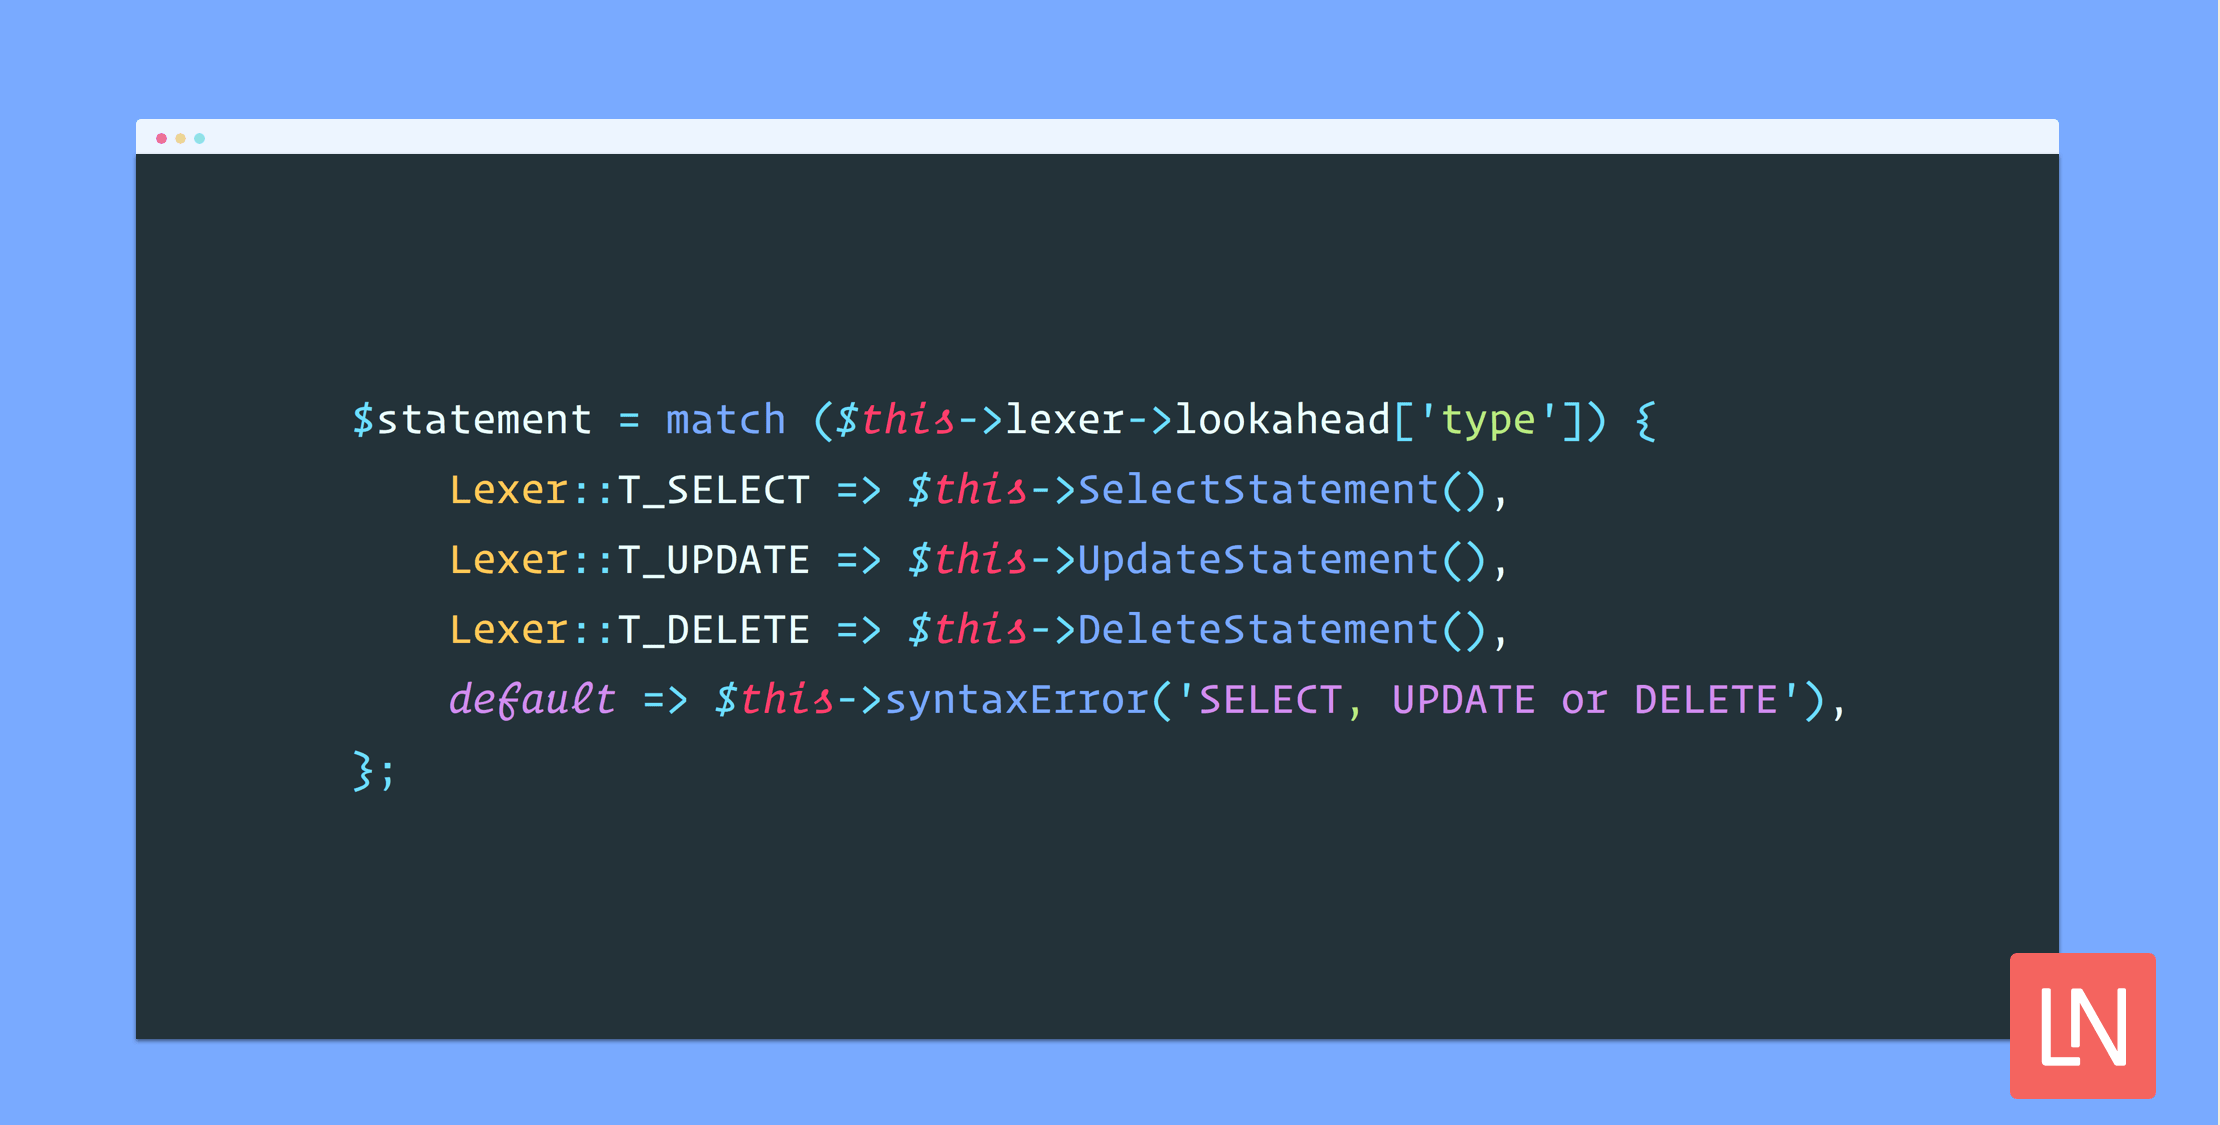 $statement = match ($this->lexer->lookahead['type']) {
    Lexer::T_SELECT => $this->SelectStatement(),
    Lexer::T_UPDATE => $this->UpdateStatement(),
    Lexer::T_DELETE => $this->DeleteStatement(),
    default => $this->syntaxError('SELECT, UPDATE or DELETE'),
};
LN